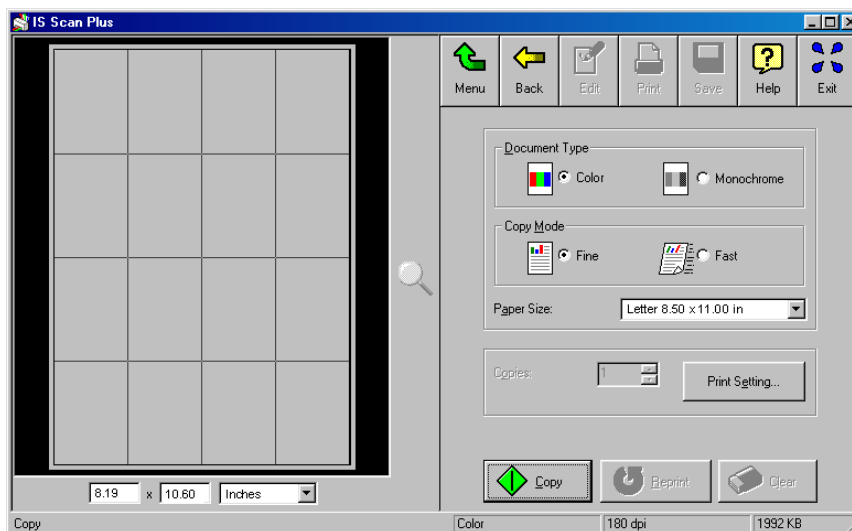 IS Scan Plus
Menu Back Edit Print Save Help Exit
Document Type
Color Monochrome
Copy Mode
Fine Fast
Paper Size: Letter 8.50 x 11.00 in
Copies: 1 Print Setting...
8.19 x 10.60 Inches
Copy Reprint Clear
Copy Color 180 dpi 1992 KB